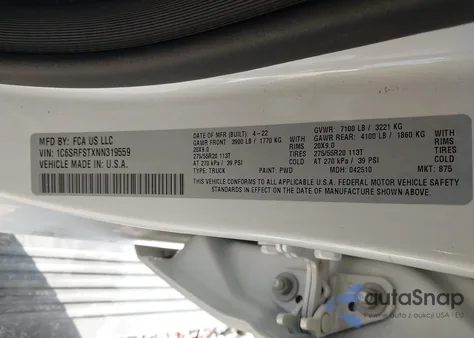 MFD BY: FCA US LLC
VIN: 1C6SRFSTXNN319559
VEHICLE MADE IN: U.S.A.
DATE OF MFR (BUILT): 4-22
FRONT GAWR: 3900 LB / 1770 KG
20X9.0
275/55R20 113T
AT 270 kPa / 39 PSI COLD
TYPE: TRUCK
GVWR: 7100 LB / 3221 KG
GAWR REAR: 4100 LB / 1860 KG
20X9.0 RIMS
TIRES 275/55R20 113T
COLD AT 270 kPa / 39 PSI
PAINT: PWD
MDH: 042510
MKT: 875
THIS VEHICLE CONFORMS TO ALL APPLICABLE U.S.A. FEDERAL MOTOR VEHICLE SAFETY
STANDARDS IN EFFECT ON THE DATE OF MANUFACTURE SHOWN ABOVE.
autoSnap